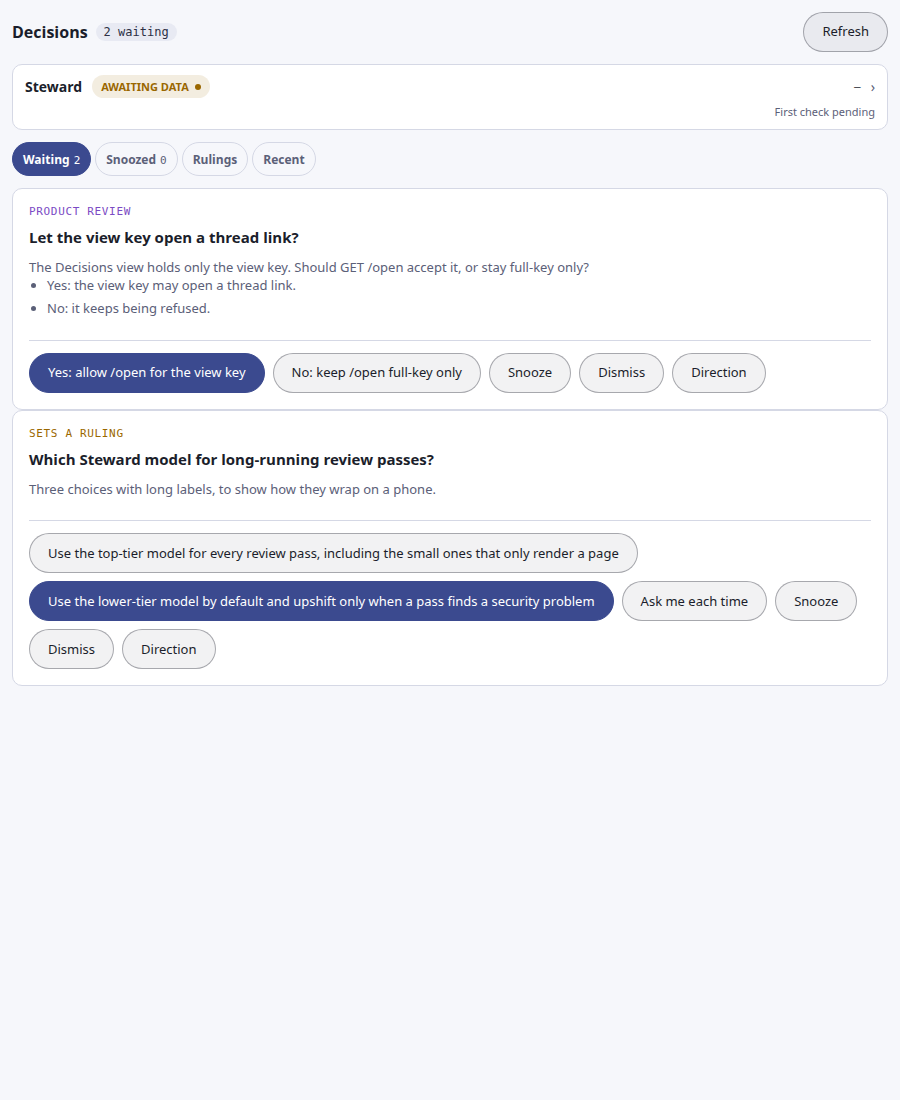 Decisions 2 waiting Refresh
Steward AWAITING DATA – ›
First check pending
Waiting 2 Snoozed 0 Rulings Recent
PRODUCT REVIEW
Let the view key open a thread link?
The Decisions view holds only the view key. Should GET /open accept it, or stay full-key only?
• Yes: the view key may open a thread link.
• No: it keeps being refused.
Yes: allow /open for the view key No: keep /open full-key only Snooze Dismiss Direction
SETS A RULING
Which Steward model for long-running review passes?
Three choices with long labels, to show how they wrap on a phone.
Use the top-tier model for every review pass, including the small ones that only render a page
Use the lower-tier model by default and upshift only when a pass finds a security problem Ask me each time Snooze
Dismiss Direction